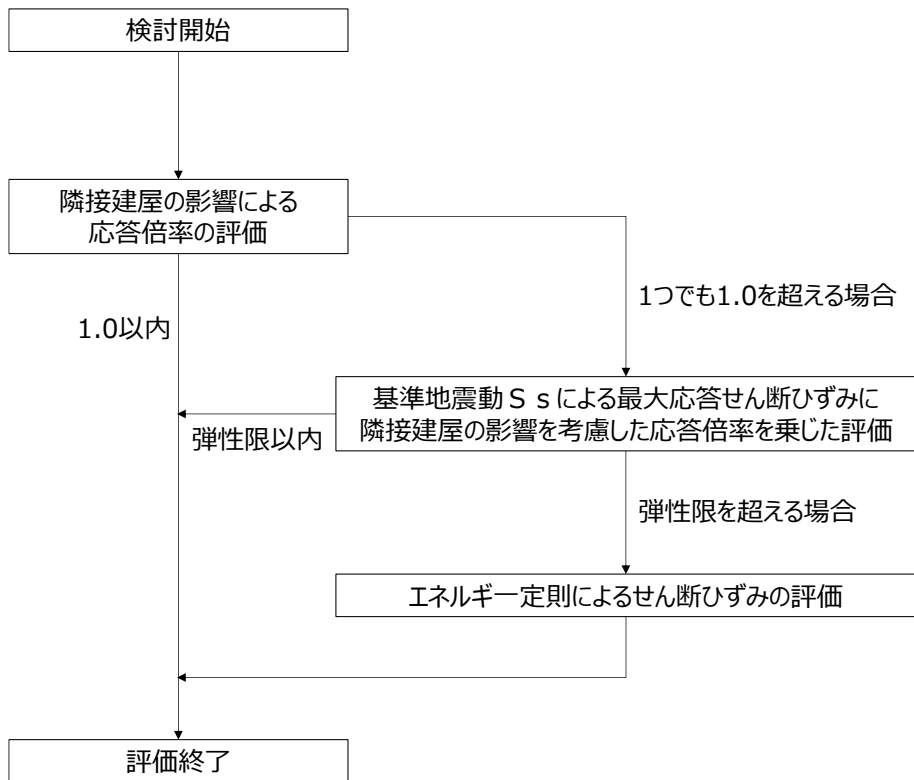 検討開始
隣接建屋の影響による
応答倍率の評価
1つでも1.0を超える場合
1.0以内
基準地震動Ｓｓによる最大応答せん断ひずみに
隣接建屋の影響を考慮した応答倍率を乗じた評価
弾性限以内
弾性限を超える場合
エネルギー定則によるせん断ひずみの評価
評価終了